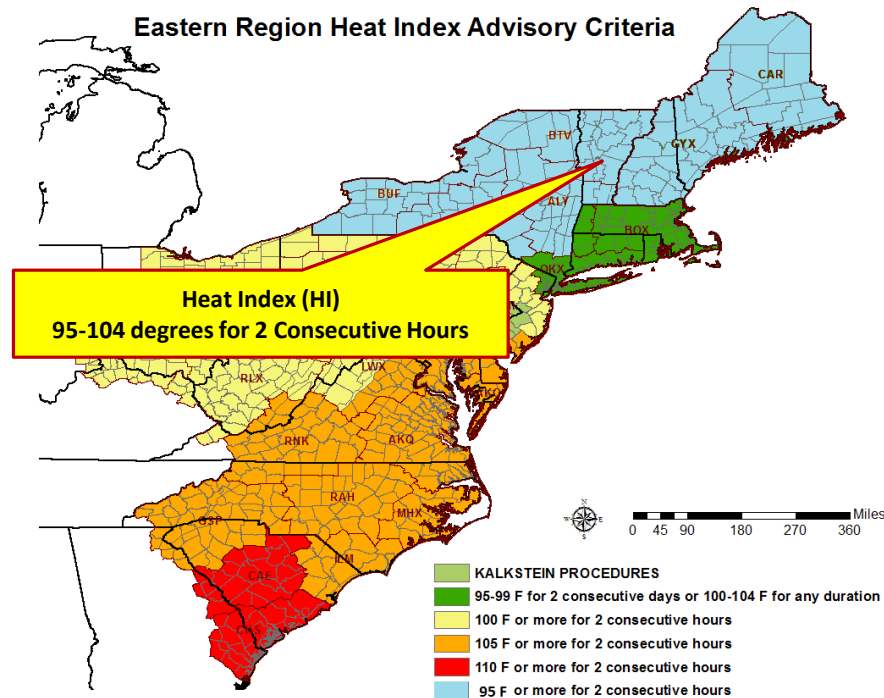 Eastern Region Heat Index Advisory Criteria
CAR
BTV
GYX
BUF
ALY
BOX
OKX
Heat Index (HI)
95-104 degrees for 2 Consecutive Hours
LWX
RLX
RNK
AKQ
RAH
MHX
GSP
ILM
CAE
N
W
E
S
Miles
0 45 90 180 270 360
KALKSTEIN PROCEDURES
95-99 F for 2 consecutive days or 100-104 F for any duration
100 F or more for 2 consecutive hours
105 F or more for 2 consecutive hours
110 F or more for 2 consecutive hours
95 F or more for 2 consecutive hours